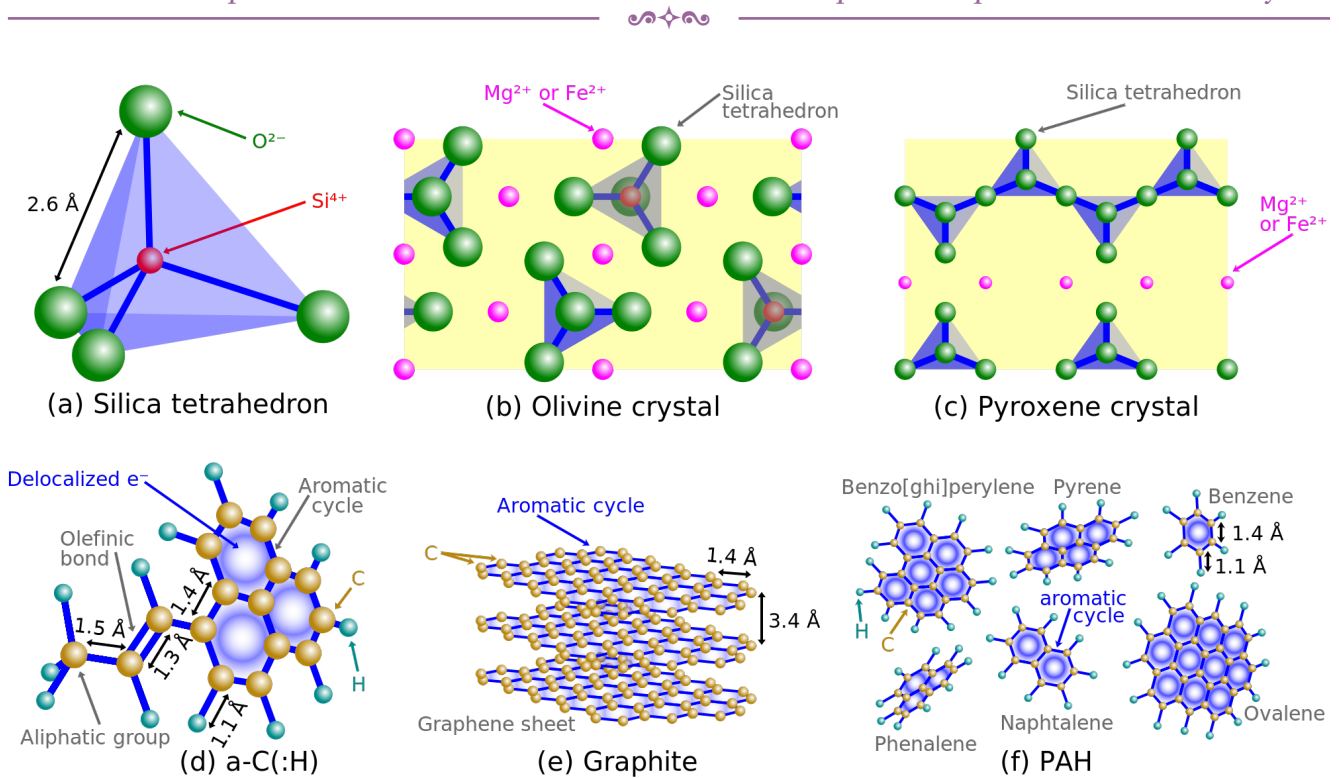 O²⁻
2.6 Å
Si⁴⁺
(a) Silica tetrahedron
Mg²⁺ or Fe²⁺
Silica
tetrahedron
(b) Olivine crystal
Silica tetrahedron
Mg²⁺
or Fe²⁺
(c) Pyroxene crystal
Delocalized e⁻
Aromatic
cycle
Olefinic
bond
1.4 Å
C
1.5 Å
1.3 Å
H
1.1 Å
Aliphatic group
(d) a-C(:H)
Aromatic cycle
C
1.4 Å
3.4 Å
Graphene sheet
(e) Graphite
Benzo[ghi]perylene
Pyrene
Benzene
1.4 Å
1.1 Å
aromatic
cycle
H
C
Phenalene
Naphtalene
Ovalene
(f) PAH